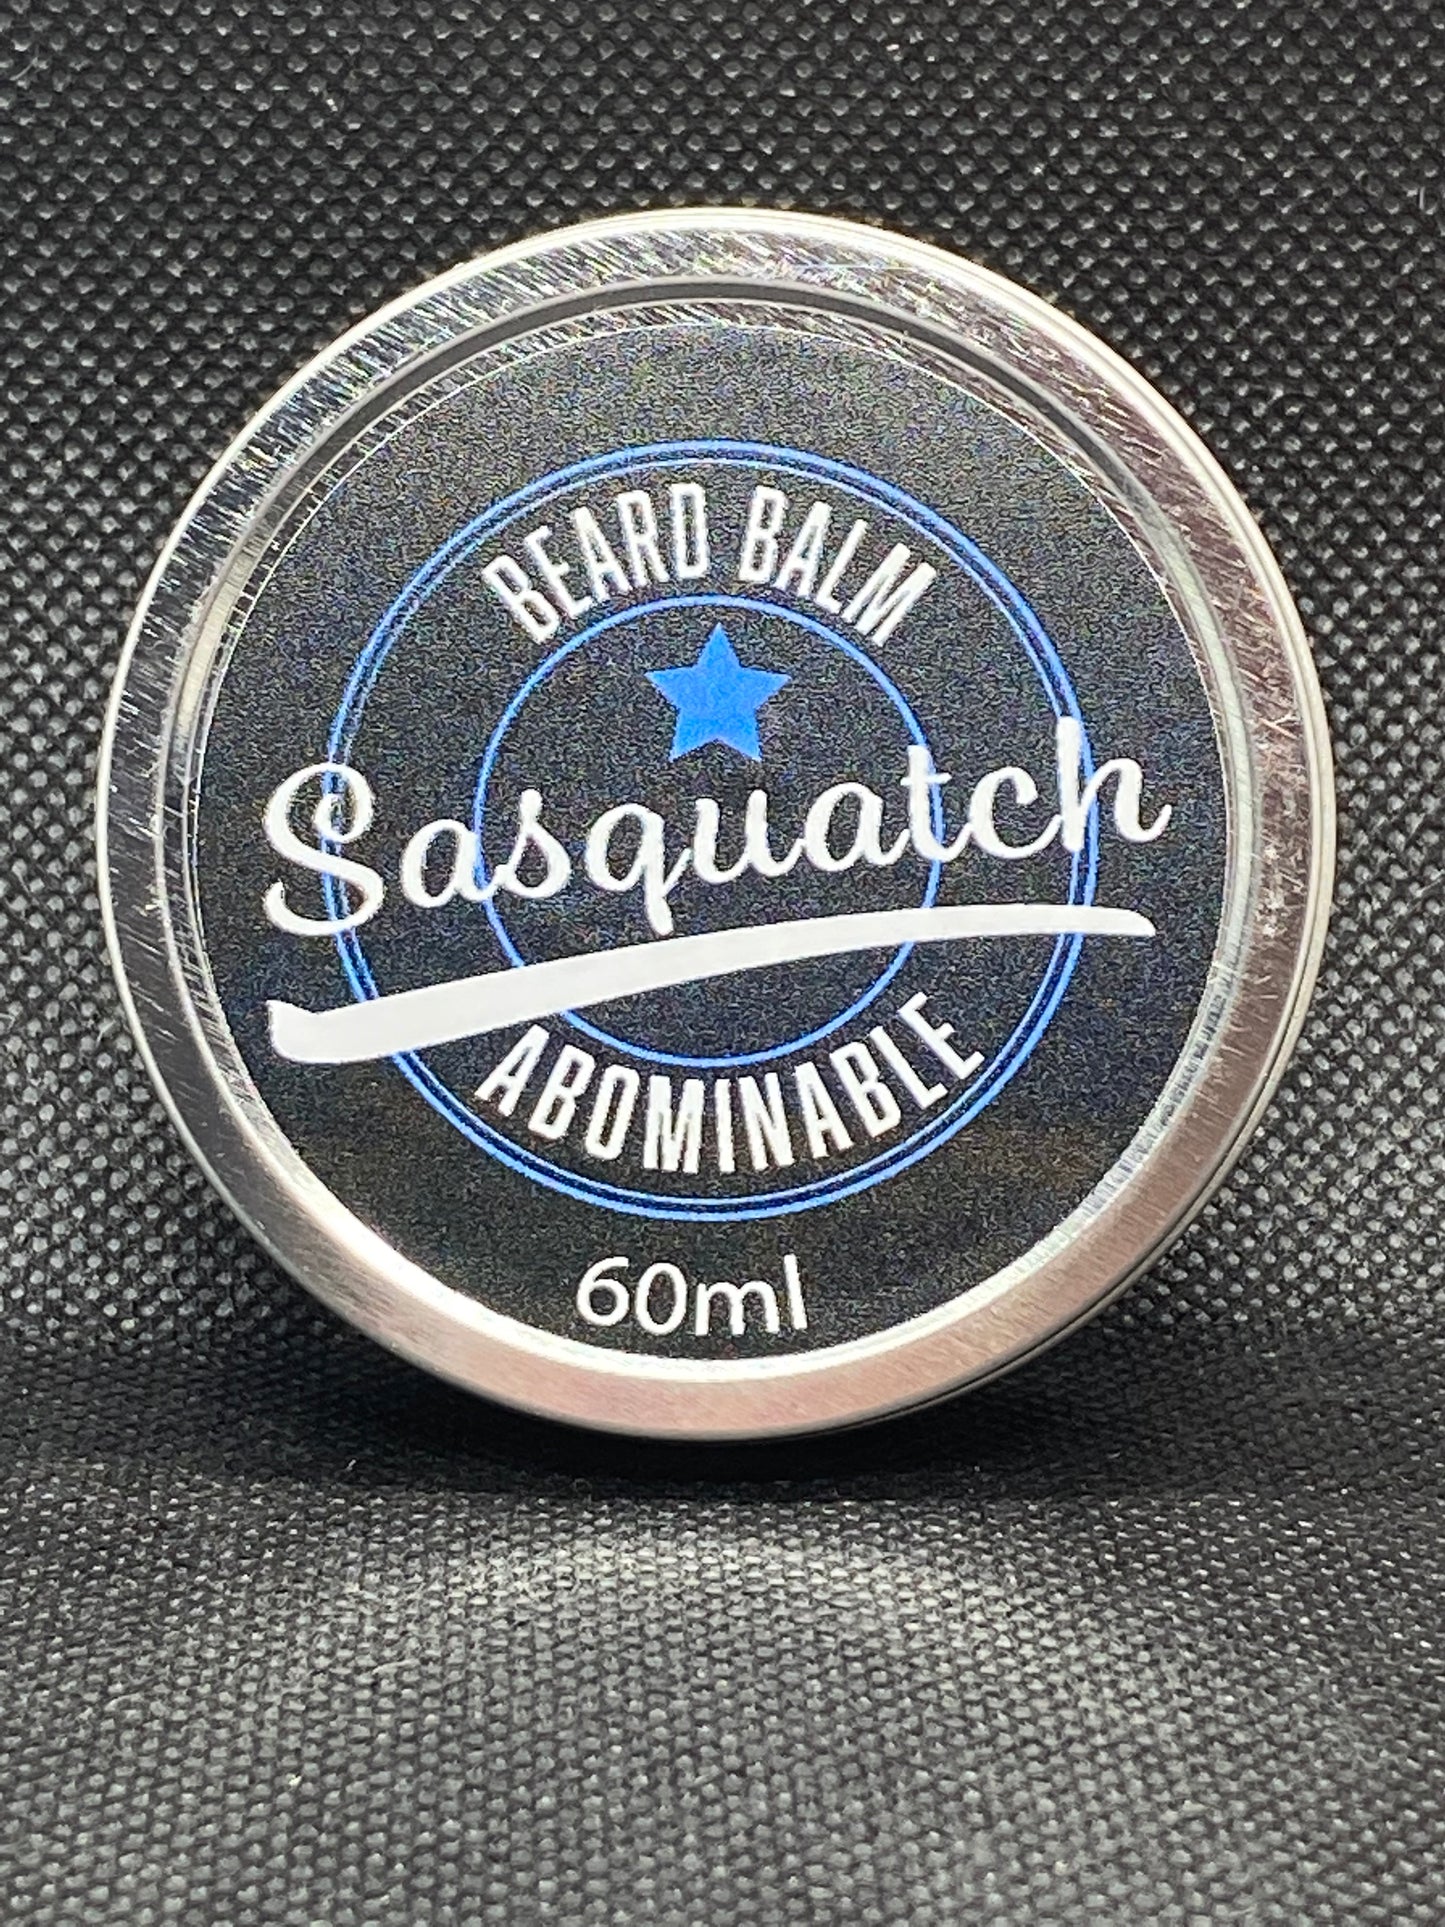 BEARD BALM
Sasquatch
ABOMINABLE
60ml